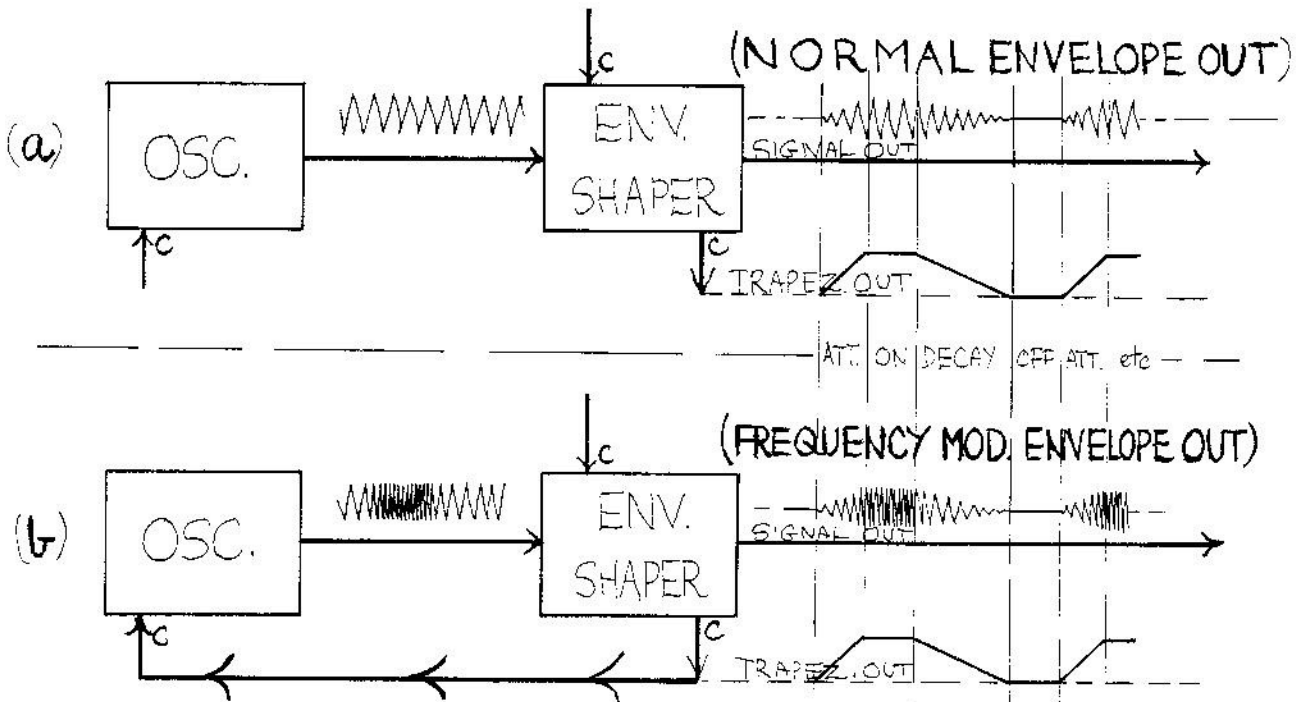 (NORMAL ENVELOPE OUT)
C
(a)
OSC.
ENV.
SHAPER
SIGNAL OUT
C
C
TRAPEZ. OUT
ATT. ON DECAY OFF ATT. etc
(FREQUENCY MOD. ENVELOPE OUT)
C
(b)
OSC.
ENV.
SHAPER
SIGNAL OUT
C
C
TRAPEZ. OUT